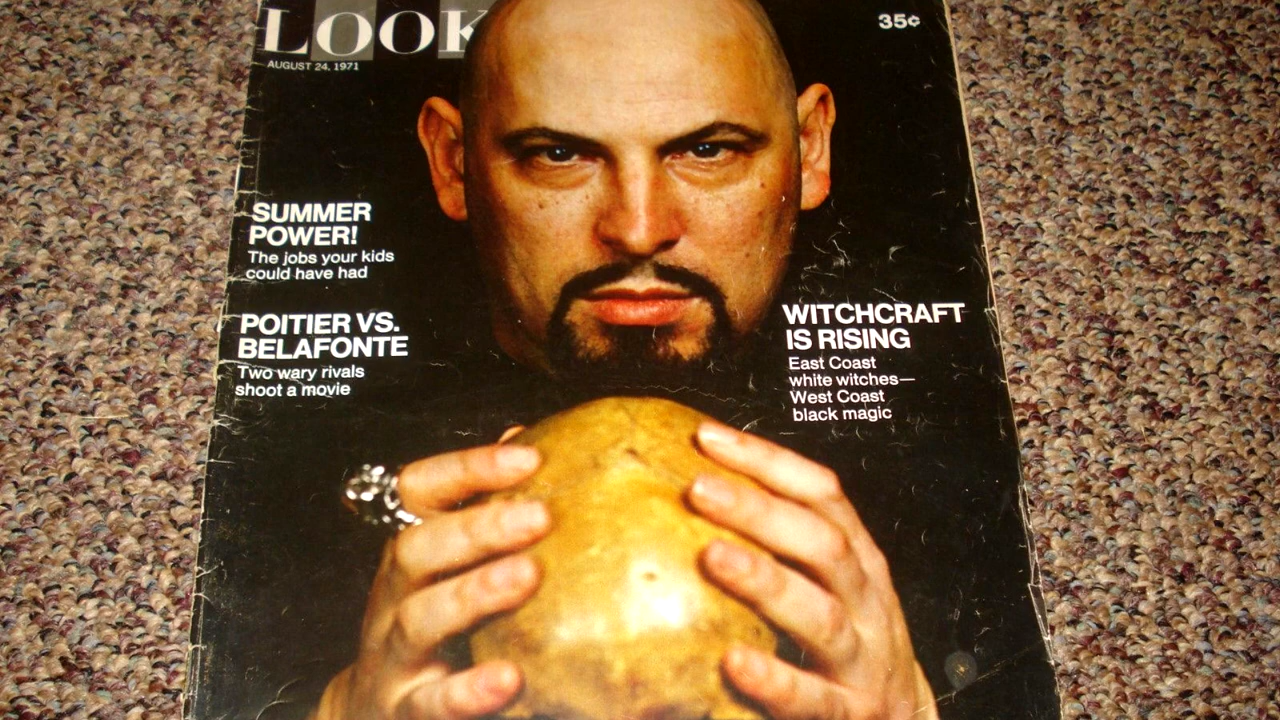 LOOK
35¢
AUGUST 24, 1971
SUMMER
POWER!
The jobs your kids
could have had
POITIER VS.
BELAFONTE
Two wary rivals
shoot a movie
WITCHCRAFT
IS RISING
East Coast
white witches—
West Coast
black magic